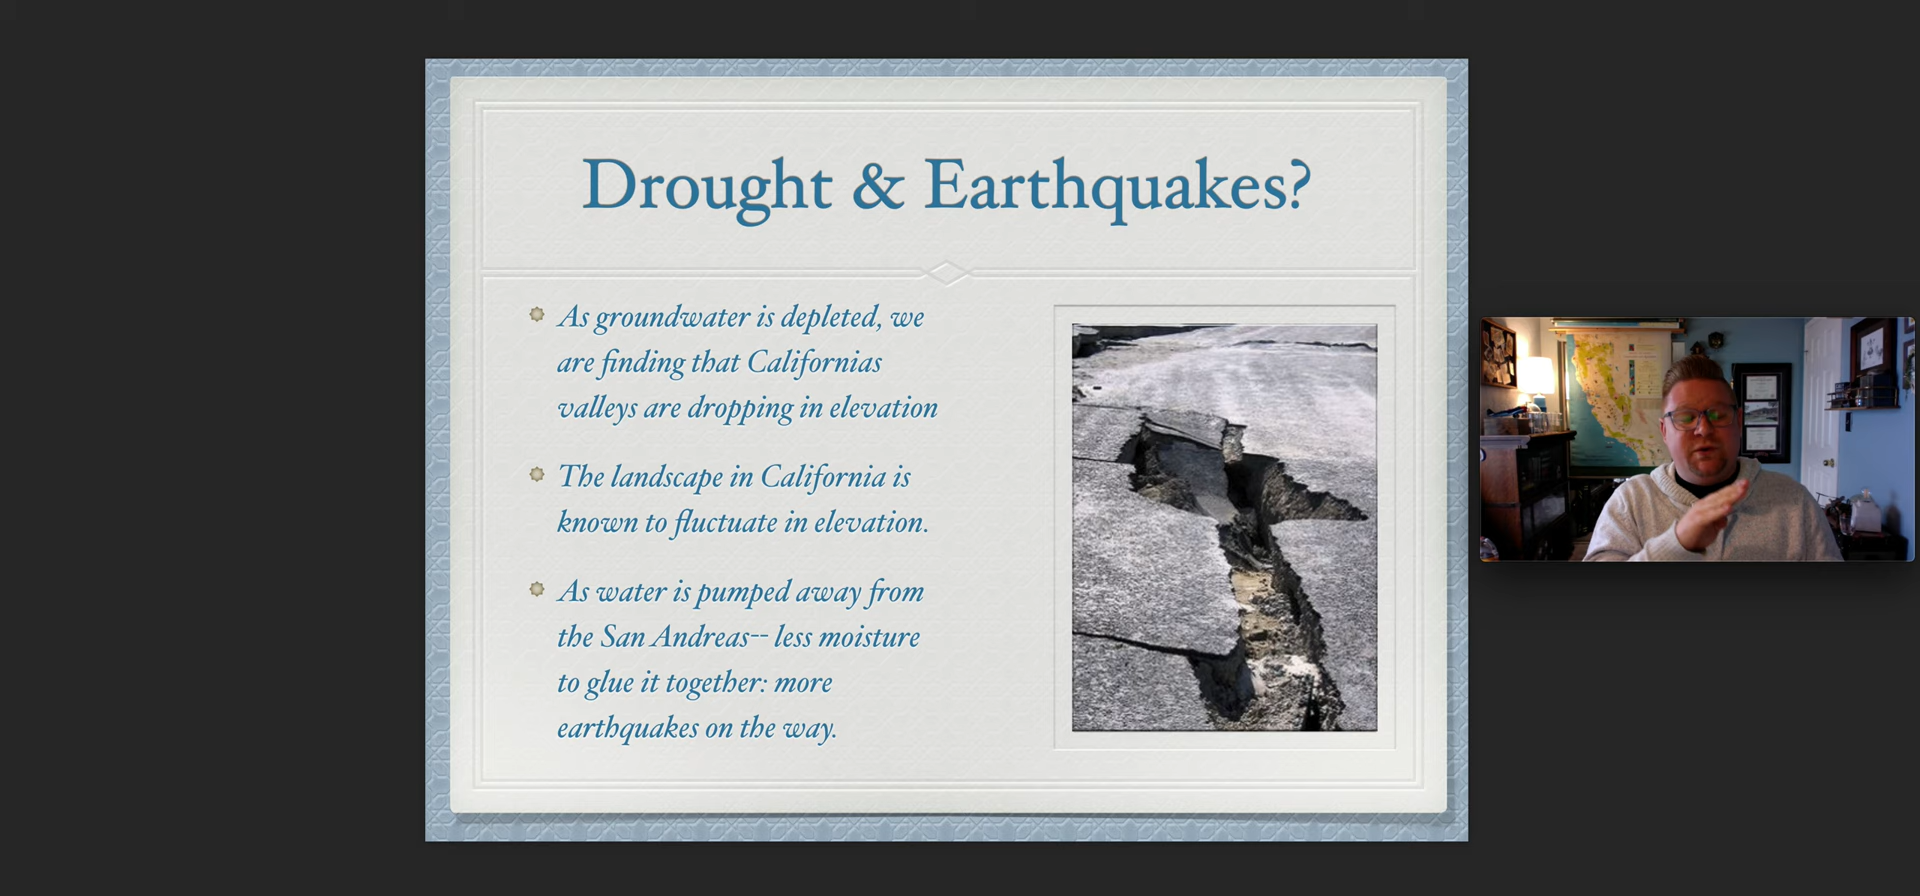 Drought & Earthquakes?
As groundwater is depleted, we
are finding that Californias
valleys are dropping in elevation
The landscape in California is
known to fluctuate in elevation.
As water is pumped away from
the San Andreas-- less moisture
to glue it together: more
earthquakes on the way.